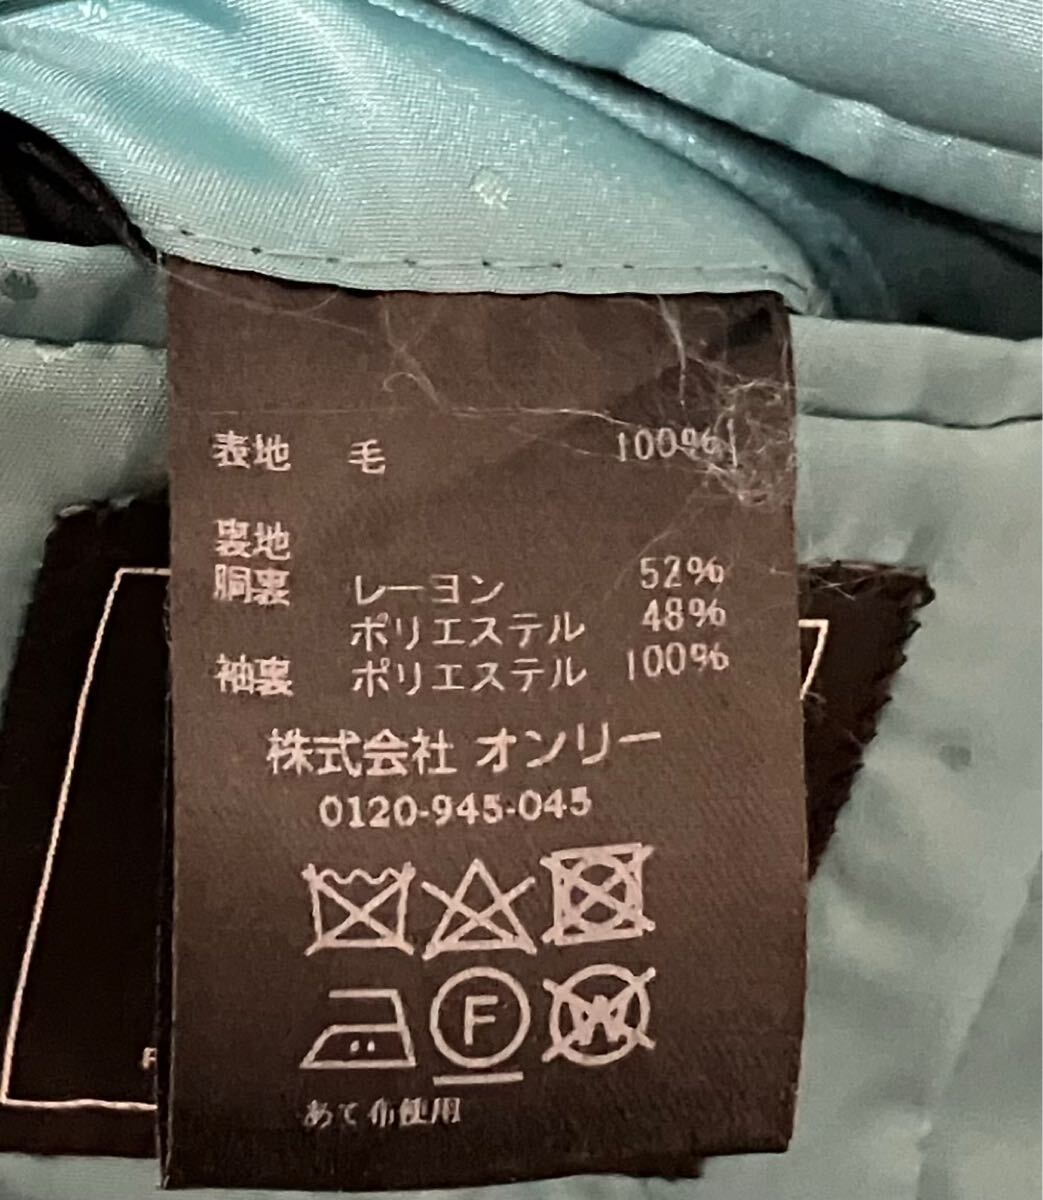 表地 毛 100%
裏地
胴裏 レーヨン 52%
ポリエステル 48%
袖裏 ポリエステル 100%
株式会社 オンリー
0120-945-045
F
W
あて布使用